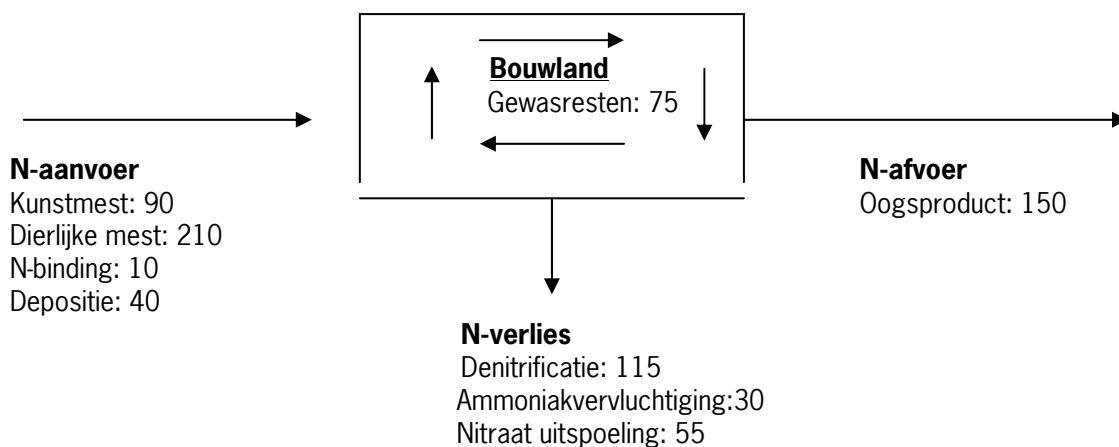 Bouwland
Gewasresten: 75
N-aanvoer
Kunstmest: 90
Dierlijke mest: 210
N-binding: 10
Depositie: 40
N-afvoer
Oogsproduct: 150
N-verlies
Denitrificatie: 115
Ammoniakvervluchtiging:30
Nitraat uitspoeling: 55